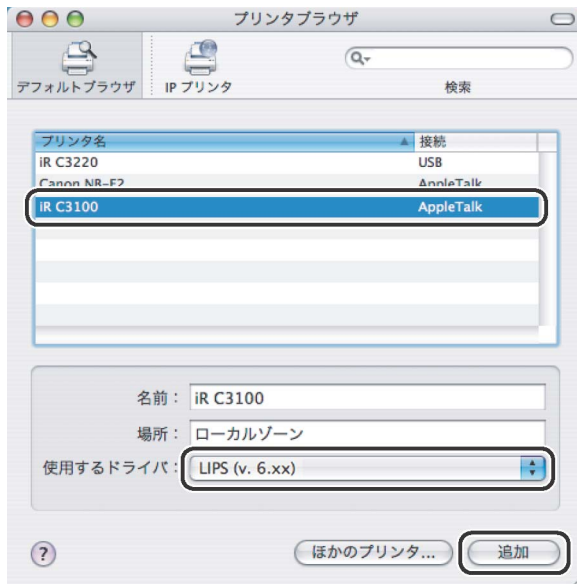 プリンタブラウザ
デフォルトブラウザ
IP プリンタ
検索
プリンタ名 接続
iR C3220 USB
Canon NB-F2 AppleTalk
iR C3100 AppleTalk
名前： iR C3100
場所： ローカルゾーン
使用するドライバ： LIPS (v. 6.xx)
? ほかのプリンタ... 追加